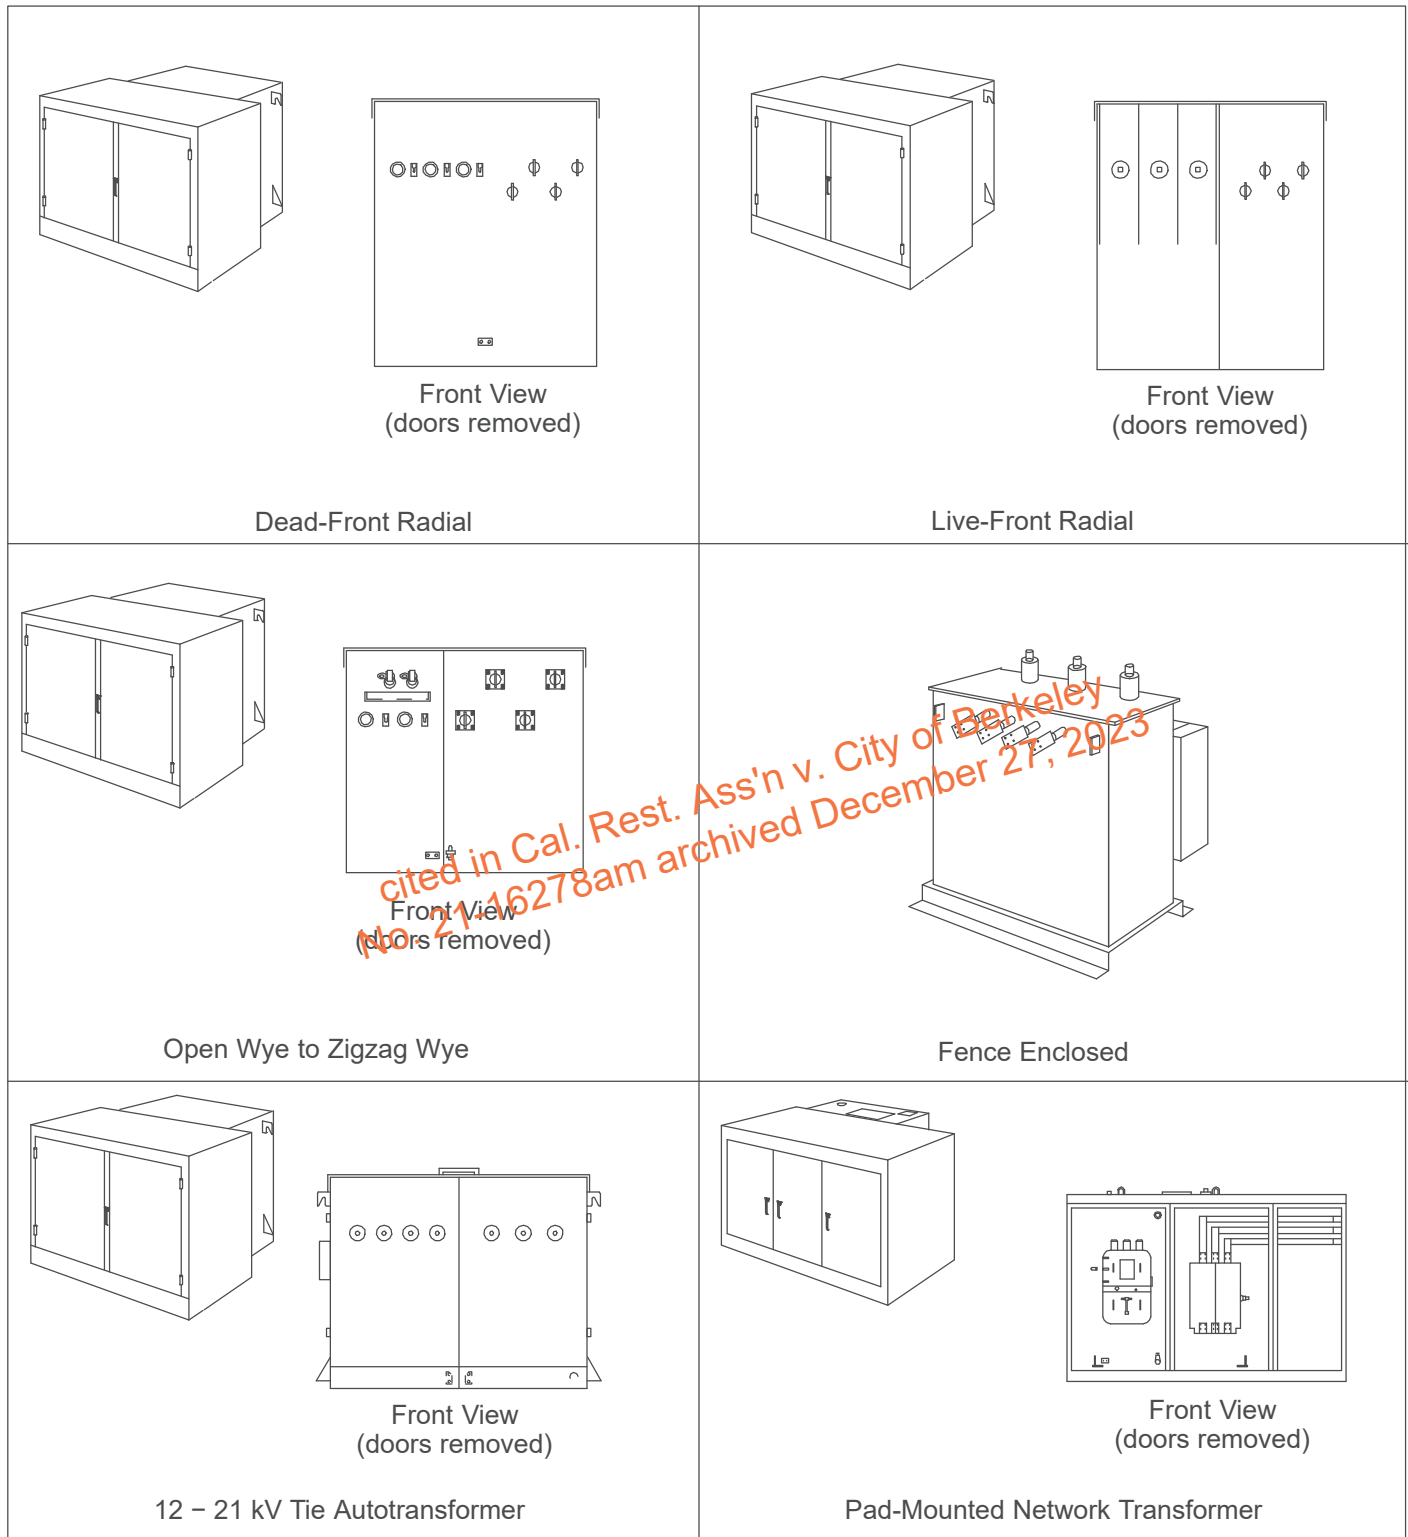 Front View
(doors removed)
Dead-Front Radial
Front View
(doors removed)
Live-Front Radial
Front View
(doors removed)
Open Wye to Zigzag Wye
Fence Enclosed
cited in Cal. Rest. Ass'n v. City of Berkeley
No. 21-16278am archived December 27, 2023
Front View
(doors removed)
12 − 21 kV Tie Autotransformer
Front View
(doors removed)
Pad-Mounted Network Transformer